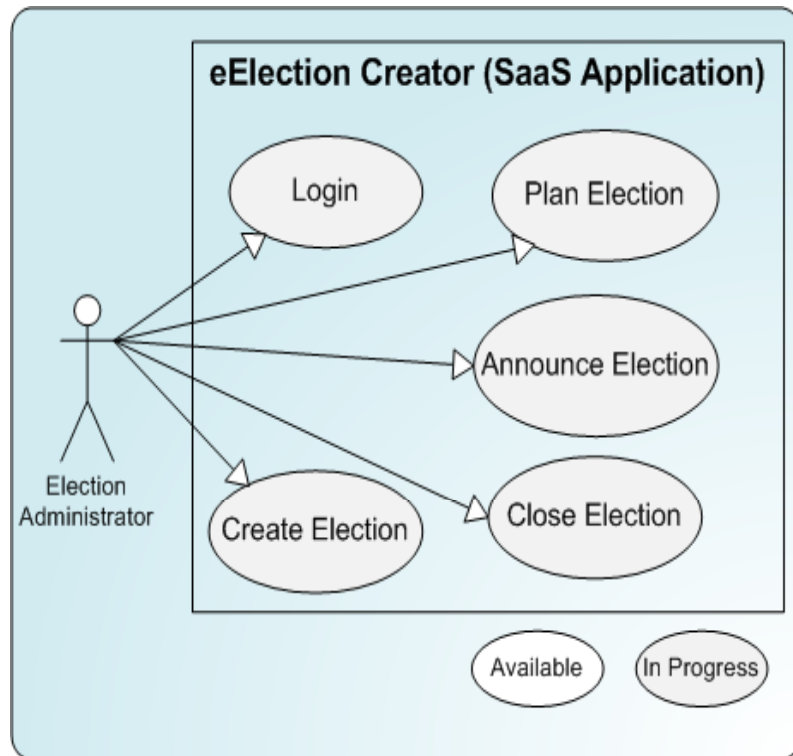 eElection Creator (SaaS Application)
Login
Plan Election
Announce Election
Election
Administrator
Create Election
Close Election
Available
In Progress